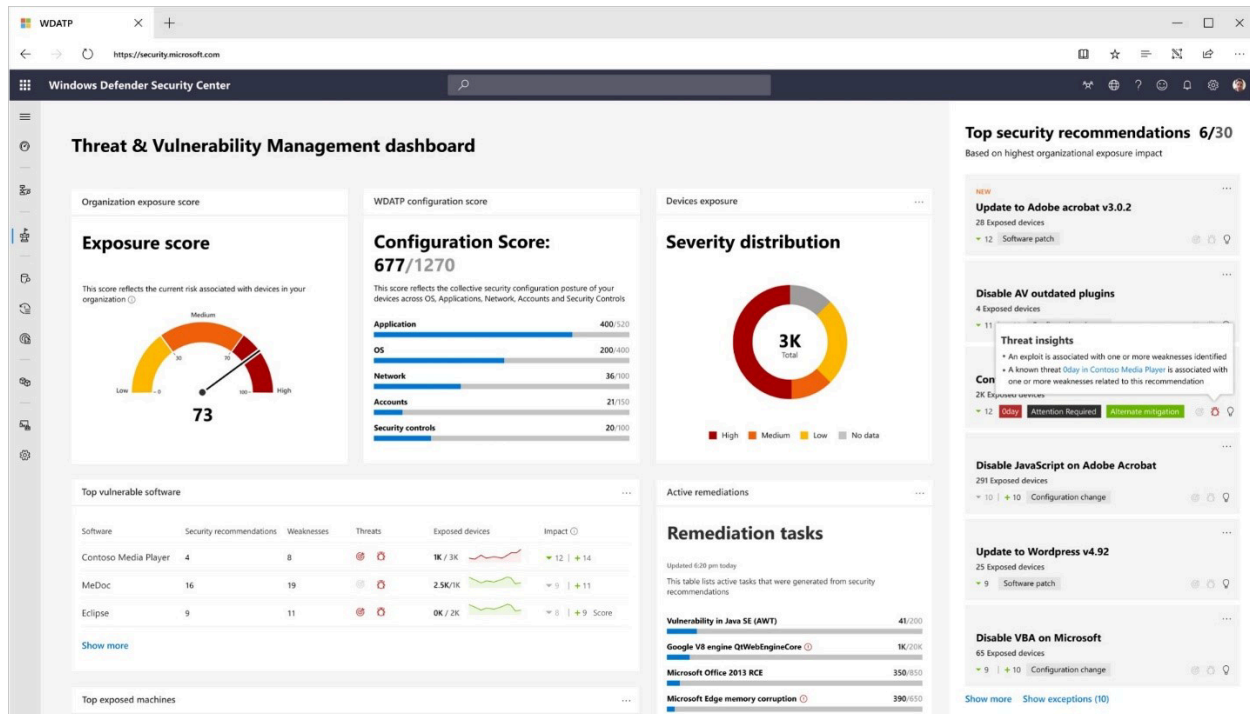 WDATP
https://security.microsoft.com
Windows Defender Security Center
Threat & Vulnerability Management dashboard
Organization exposure score
Exposure score
This score reflects the current risk associated with devices in your
organization
Medium
30 70
Low 0 100 High
73
WDATP configuration score
Configuration Score:
677/1270
This score reflects the collective security configuration posture of your
devices across OS, Applications, Network, Accounts and Security Controls
Application 400/520
OS 200/400
Network 36/100
Accounts 21/150
Security controls 20/100
Devices exposure
Severity distribution
3K
Total
High Medium Low No data
Top vulnerable software
Software Security recommendations Weaknesses Threats Exposed devices Impact
Contoso Media Player 4 8 1K / 3K 12 | +14
MeDoc 16 19 2.5K/1K 9 | +11
Eclipse 9 11 0K / 2K 8 | +9 Score
Show more
Top exposed machines
Active remediations
Remediation tasks
Updated 6:20 pm today
This table lists active tasks that were generated from security
recommendations
Vulnerability in Java SE (AWT) 41/200
Google V8 engine QtWebEngineCore 1K/20K
Microsoft Office 2013 RCE 350/850
Microsoft Edge memory corruption 390/650
Top security recommendations 6/30
Based on highest organizational exposure impact
NEW
Update to Adobe acrobat v3.0.2
28 Exposed devices
12 Software patch
Disable AV outdated plugins
4 Exposed devices
11
Threat insights
• An exploit is associated with one or more weaknesses identified
• A known threat 0day in Contoso Media Player is associated with
one or more weaknesses related to this recommendation
2K Exposed devices
12 0day Attention Required Alternate mitigation
Disable JavaScript on Adobe Acrobat
291 Exposed devices
10 | +10 Configuration change
Update to Wordpress v4.92
25 Exposed devices
9 Software patch
Disable VBA on Microsoft
65 Exposed devices
9 | +10 Configuration change
Show more Show exceptions (10)